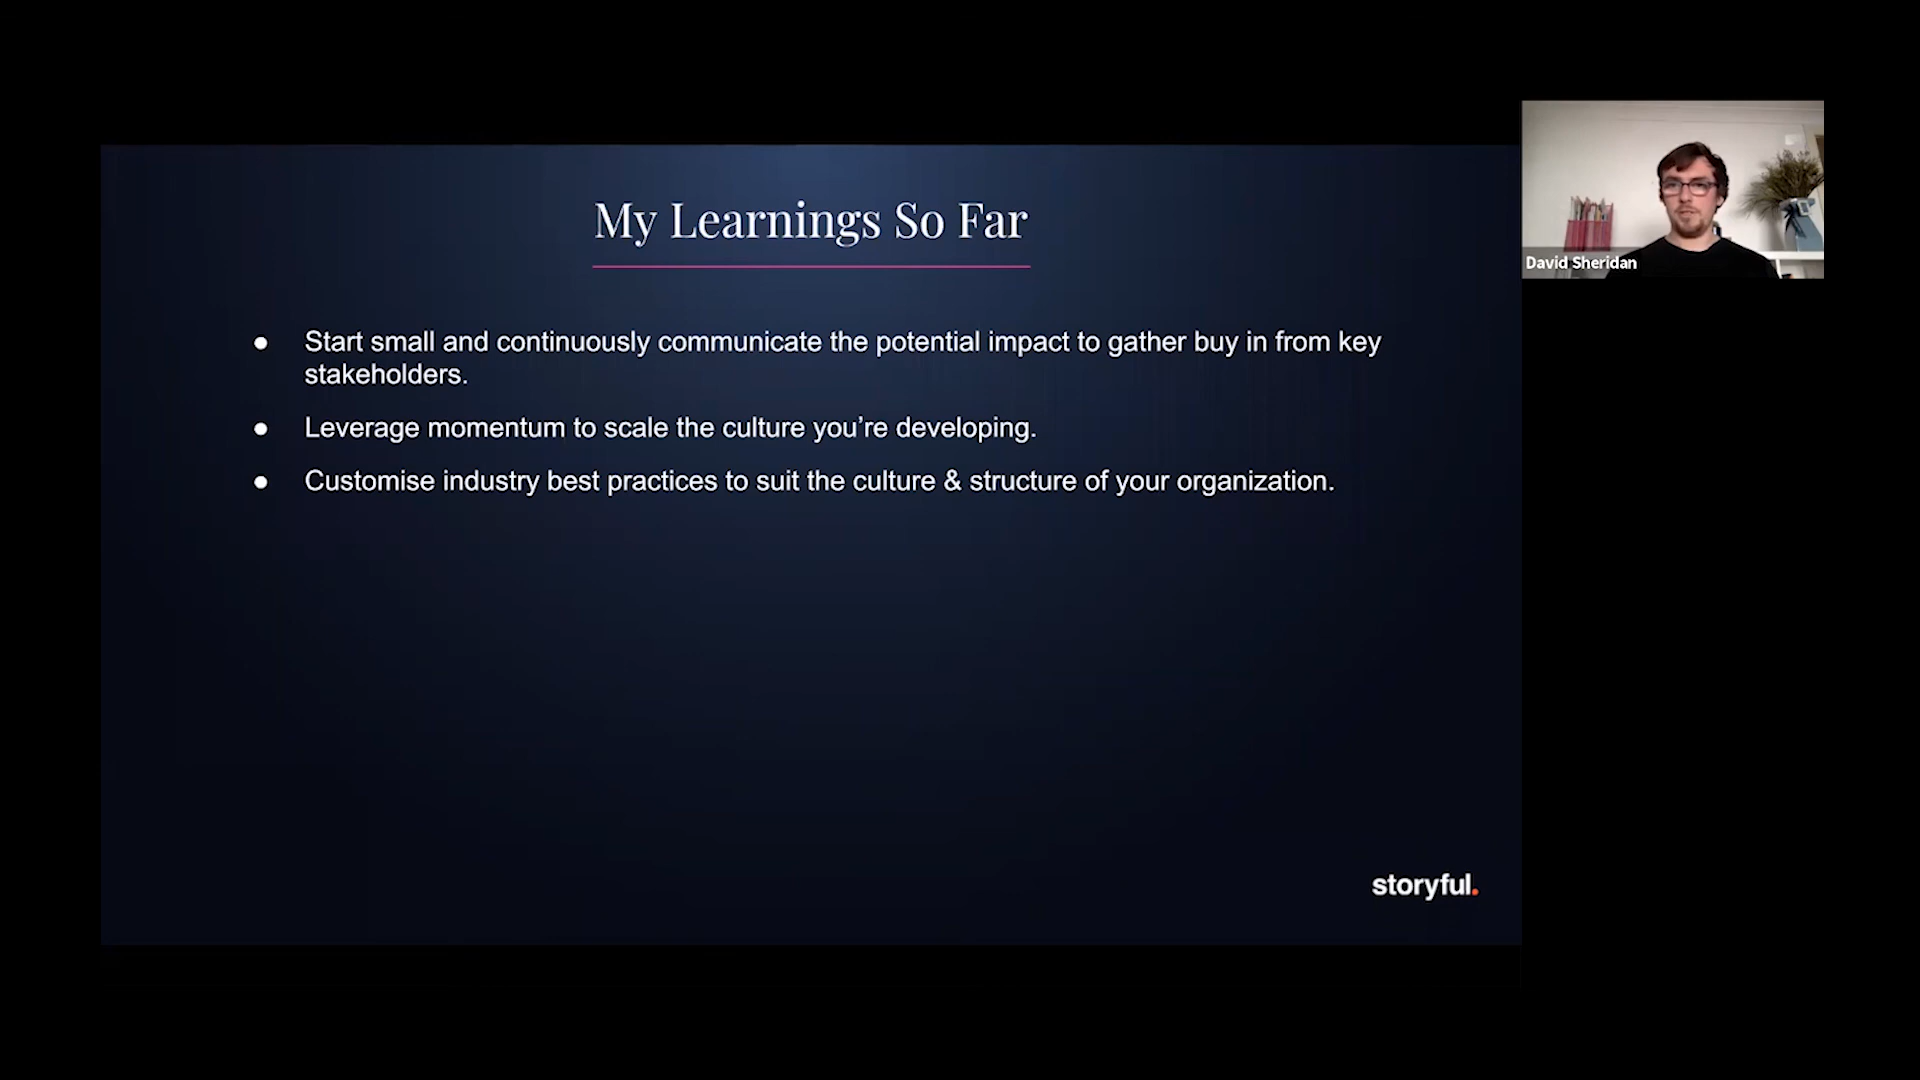 My Learnings So Far
David Sheridan
● Start small and continuously communicate the potential impact to gather buy in from key
stakeholders.
● Leverage momentum to scale the culture you’re developing.
● Customise industry best practices to suit the culture & structure of your organization.
storyful.